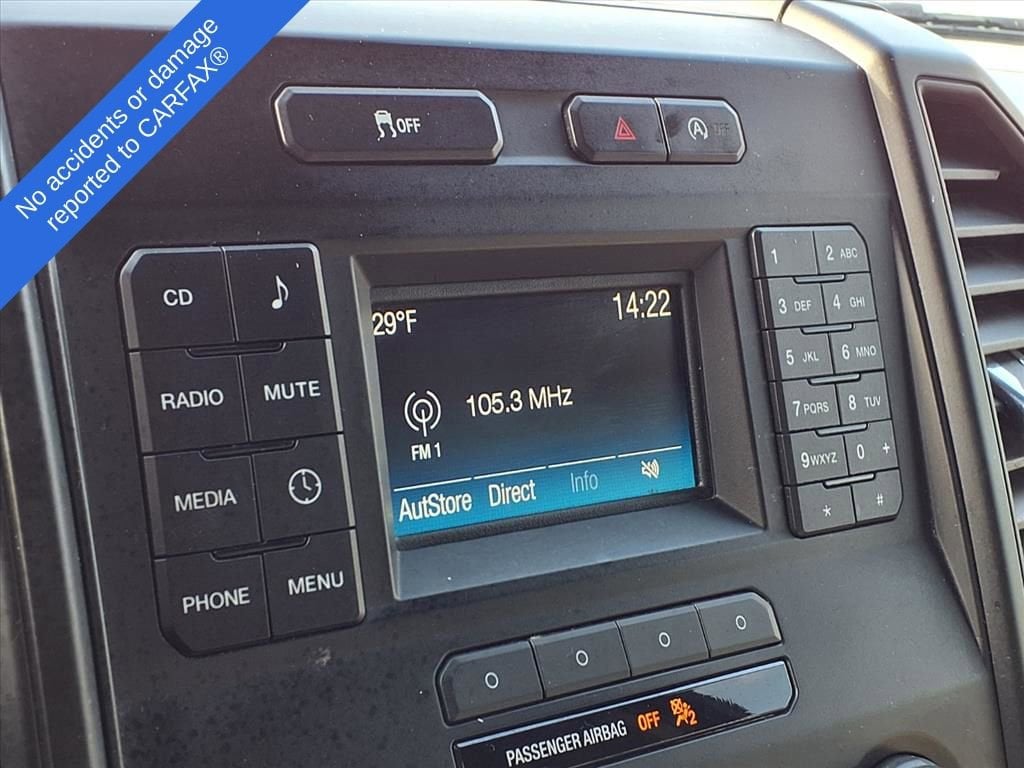 No accidents or damage
reported to CARFAX®
OFF
OFF
CD
RADIO
MUTE
MEDIA
PHONE
MENU
29°F
14:22
105.3 MHz
FM 1
AutStore Direct Info
1
2 ABC
3 DEF
4 GHI
5 JKL
6 MNO
7 PQRS
8 TUV
9 WXYZ
0 +
* #
PASSENGER AIRBAG OFF 2